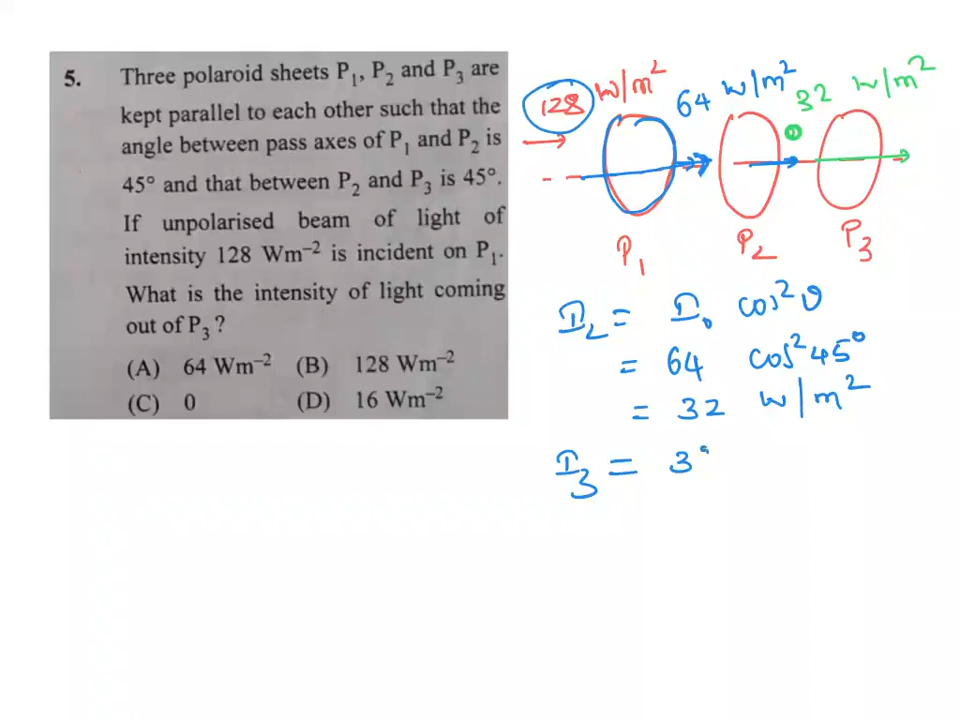 5. Three polaroid sheets P₁, P₂ and P₃ are
kept parallel to each other such that the
angle between pass axes of P₁ and P₂ is
45° and that between P₂ and P₃ is 45°.
If unpolarised beam of light of
intensity 128 Wm⁻² is incident on P₁.
What is the intensity of light coming
out of P₃ ?
(A) 64 Wm⁻² (B) 128 Wm⁻²
(C) 0 (D) 16 Wm⁻²
128 W/m² 64 W/m² 32 W/m²
P₁ P₂ P₃
I₂ = I₀ cos²θ
= 64 cos²45°
= 32 W/m²
I₃ = 3